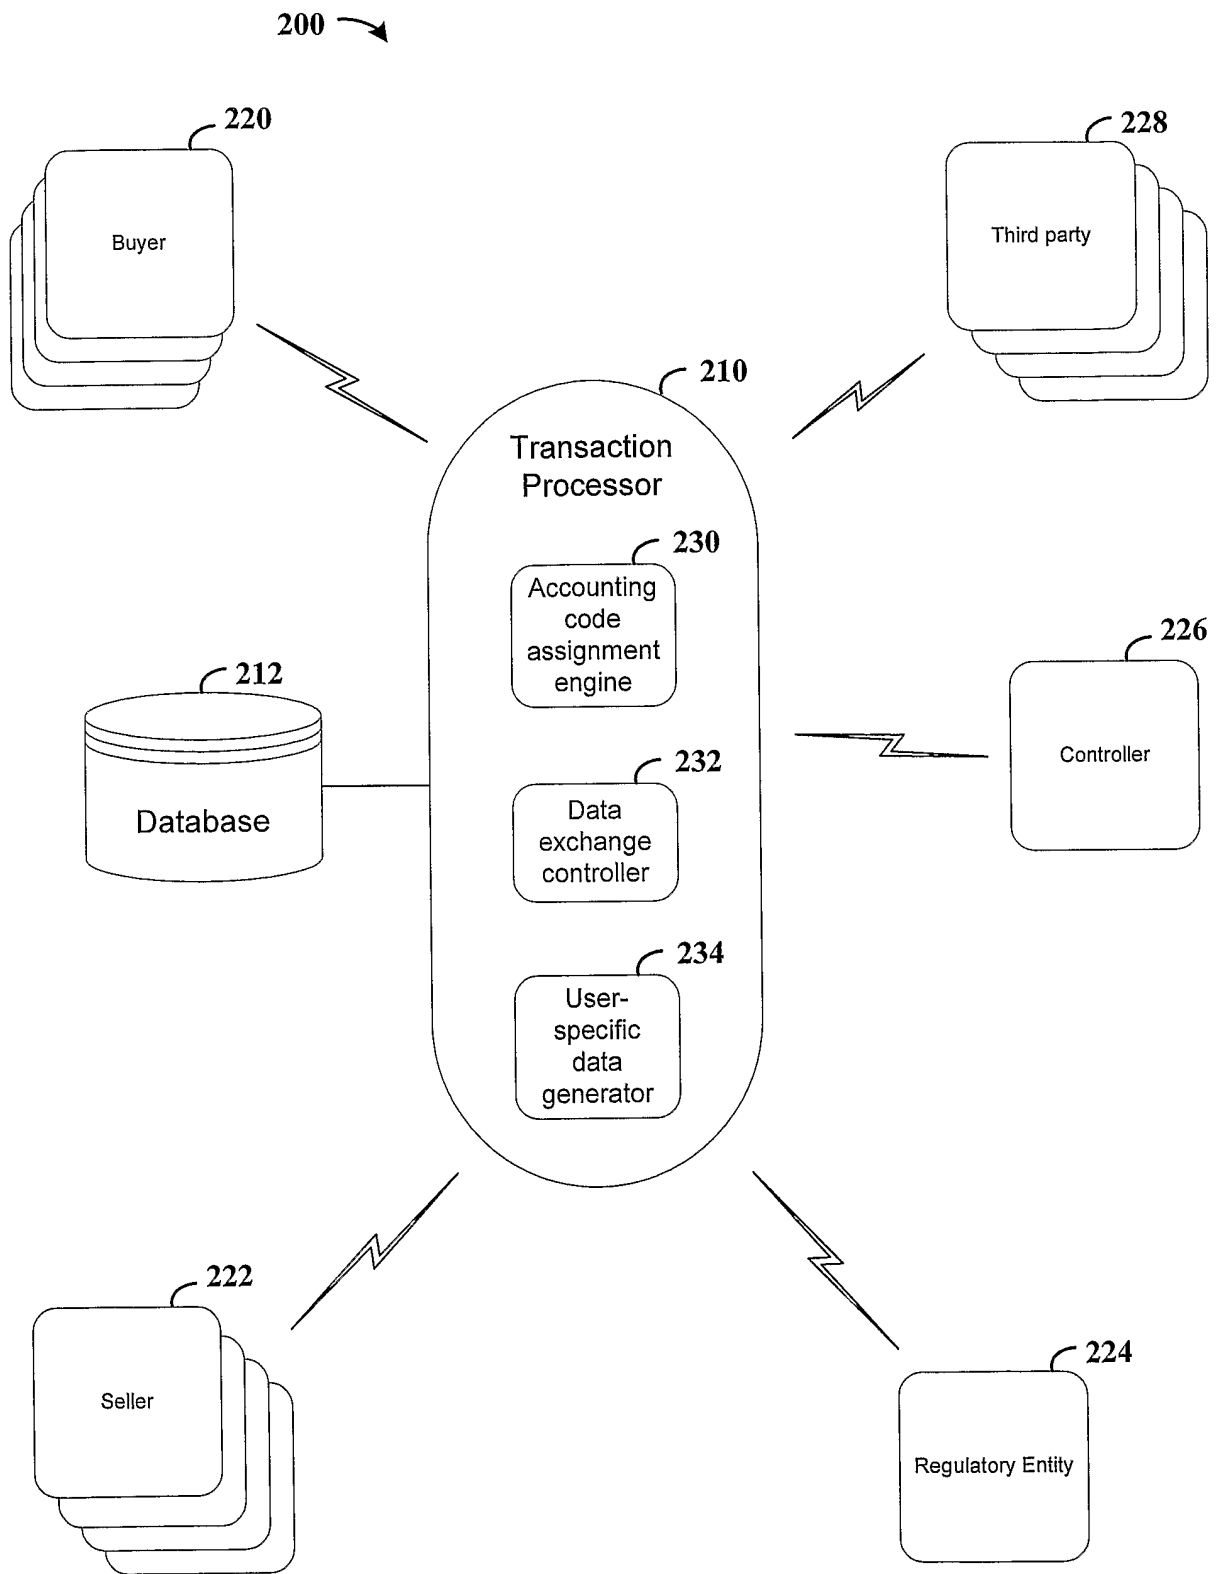 200
220
Buyer
228
Third party
210
Transaction
Processor
230
Accounting
code
assignment
engine
212
Database
232
Data
exchange
controller
226
Controller
234
User-
specific
data
generator
222
Seller
224
Regulatory Entity